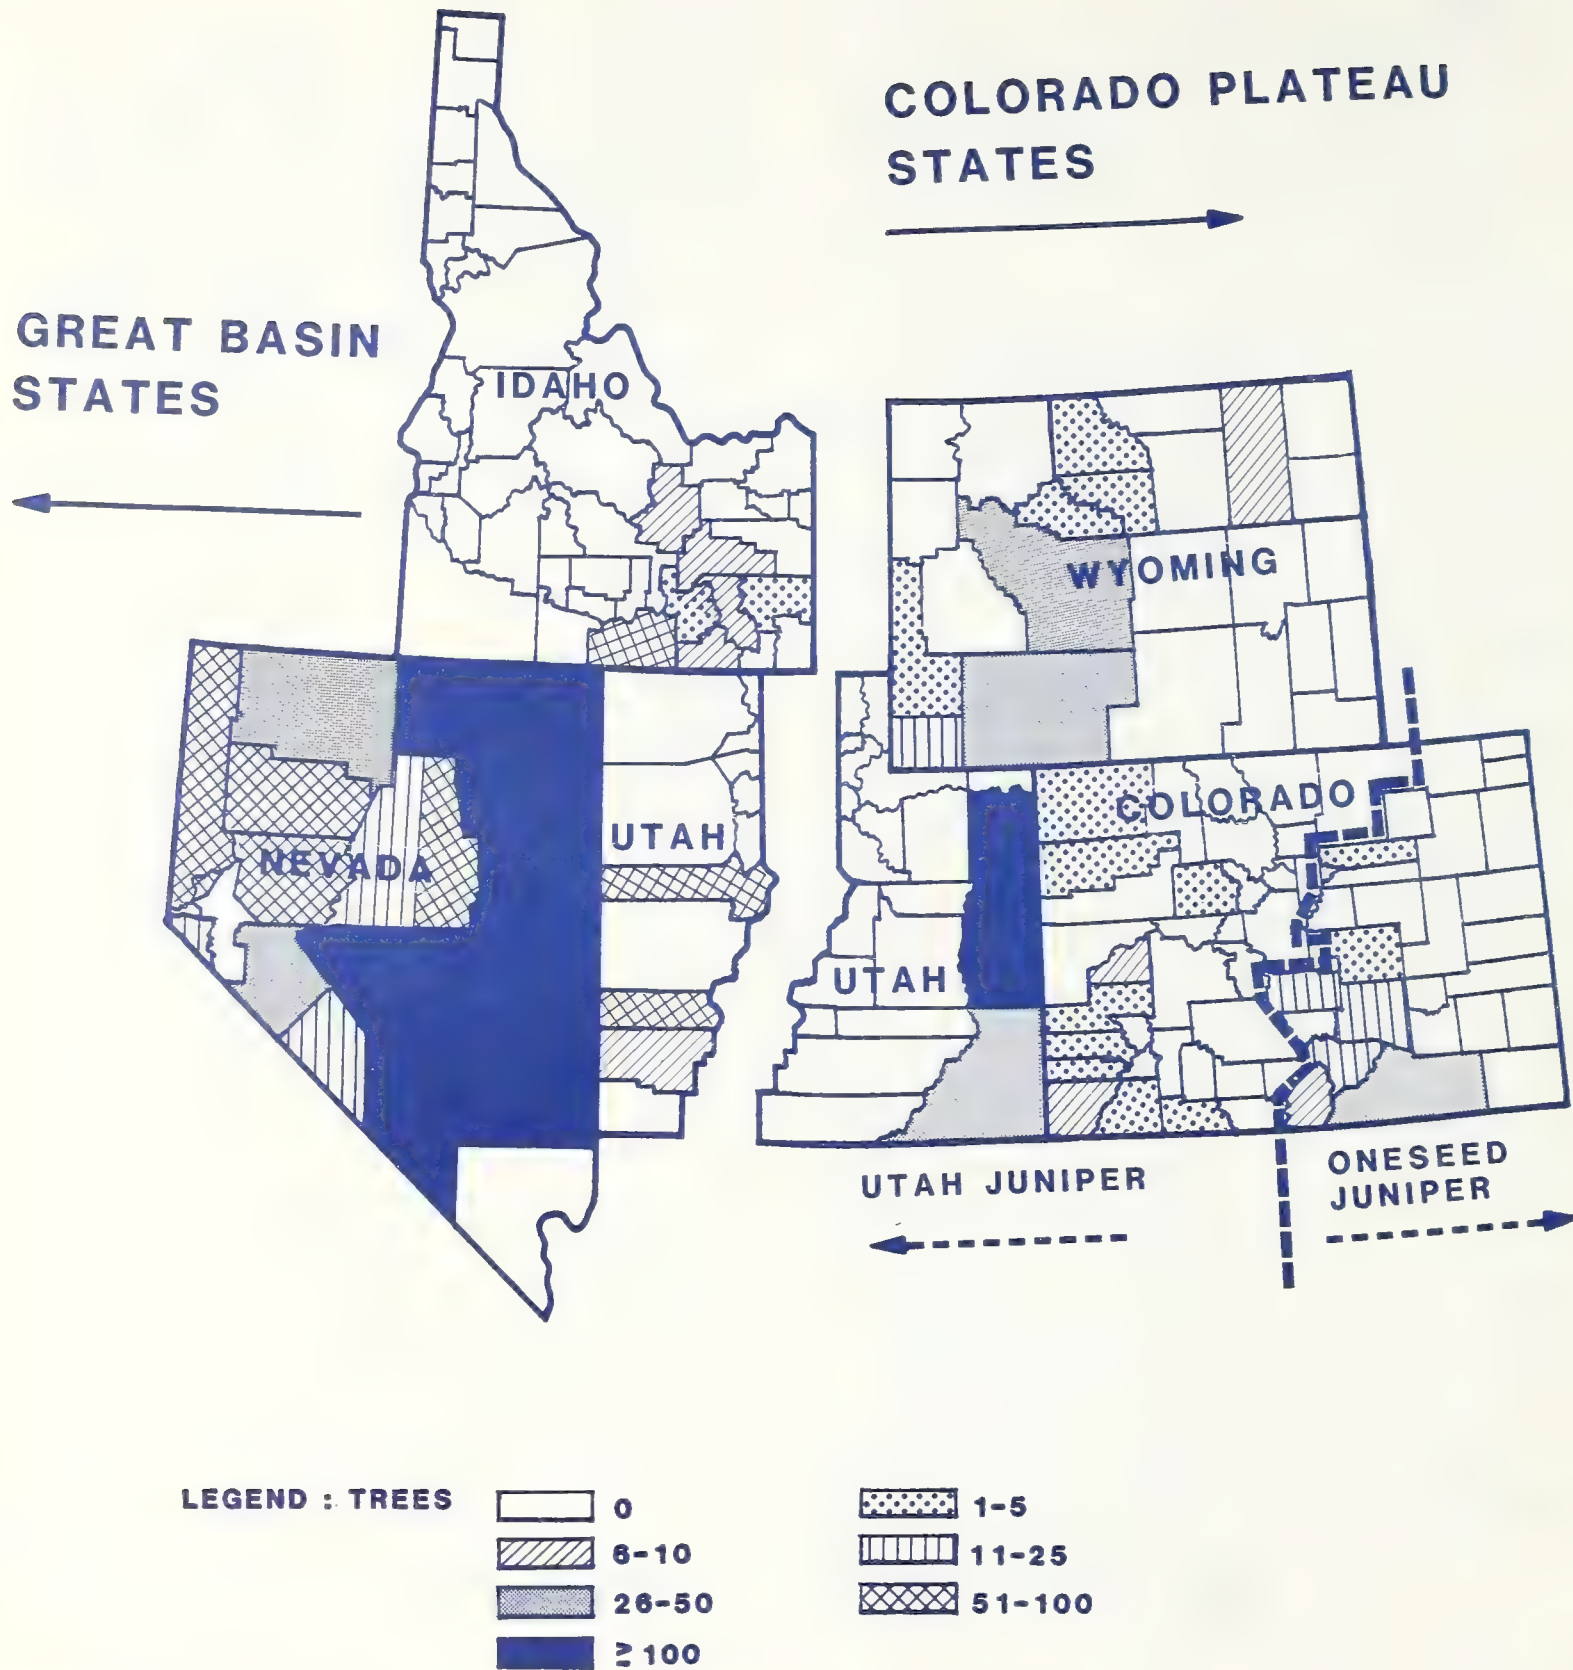 COLORADO PLATEAU
STATES
GREAT BASIN
STATES
IDAHO
WYOMING
COLORADO
NEVADA
UTAH
UTAH
UTAH JUNIPER
ONESEED
JUNIPER
LEGEND : TREES
0
1-5
6-10
11-25
26-50
51-100
≥100